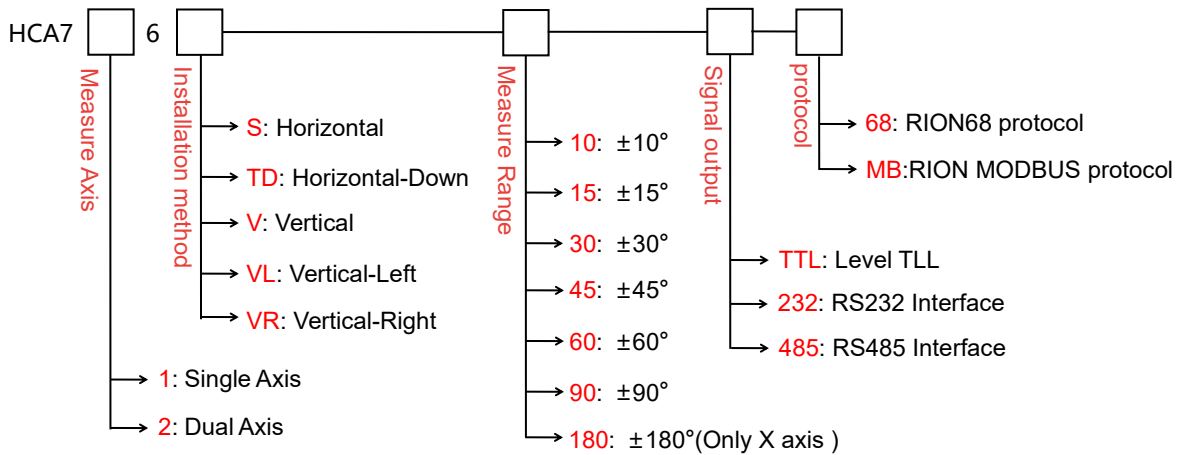 HCA7 6
Measure Axis
Installation method
Measure Range
Signal output
protocol
S: Horizontal
TD: Horizontal-Down
V: Vertical
VL: Vertical-Left
VR: Vertical-Right
1: Single Axis
2: Dual Axis
10: ±10°
15: ±15°
30: ±30°
45: ±45°
60: ±60°
90: ±90°
180: ±180°(Only X axis )
TTL: Level TLL
232: RS232 Interface
485: RS485 Interface
68: RION68 protocol
MB:RION MODBUS protocol